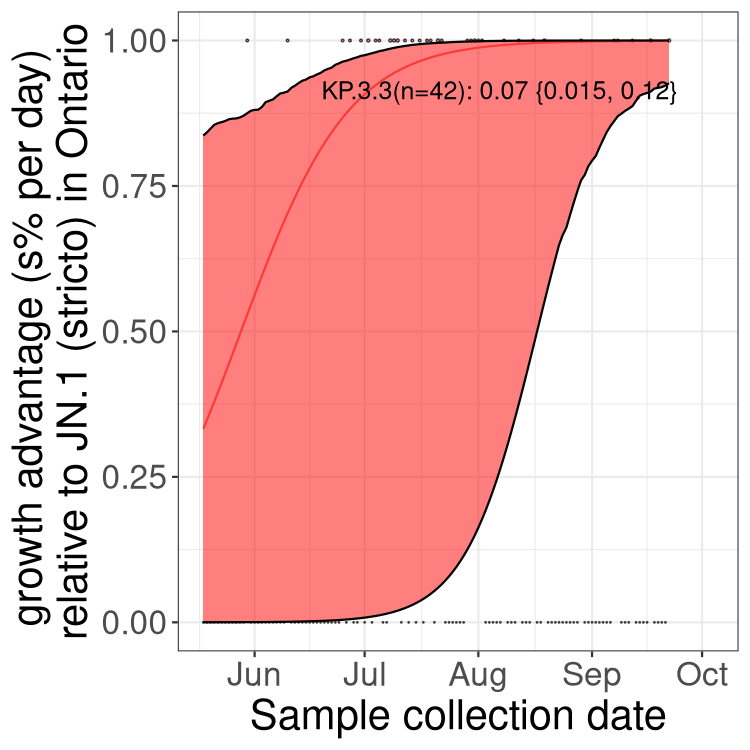 growth advantage (s% per day)
relative to JN.1 (stricto) in Ontario
1.00
0.75
0.50
0.25
0.00
KP.3.3(n=42): 0.07 {0.015, 0.12}
Jun Jul Aug Sep Oct
Sample collection date